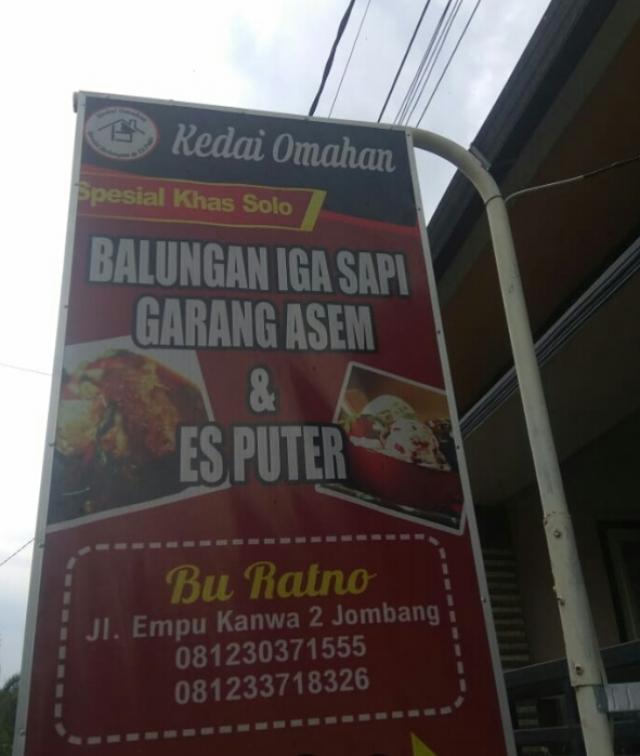 Kedai Omahan
Spesial Khas Solo
BALUNGAN IGA SAPI
GARANG ASEM
&
ES PUTER
Bu Ratno
Jl. Empu Kanwa 2 Jombang
081230371555
081233718326